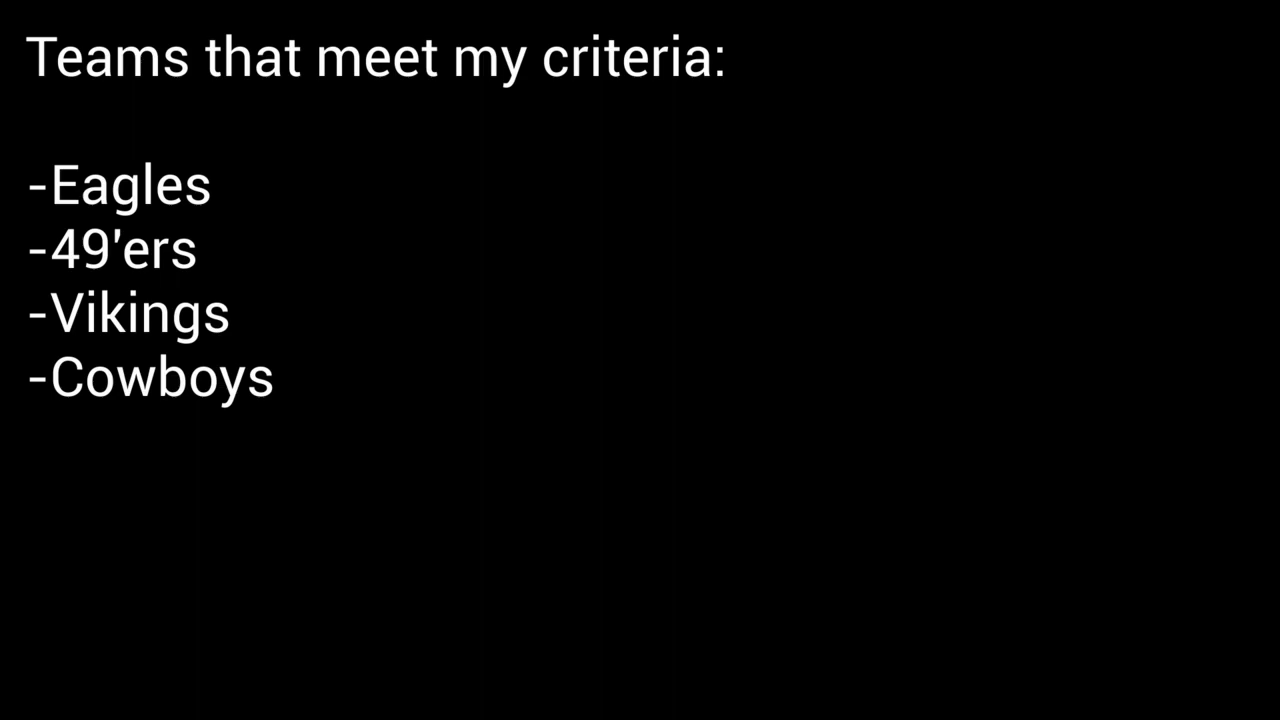 Teams that meet my criteria:
-Eagles
-49'ers
-Vikings
-Cowboys